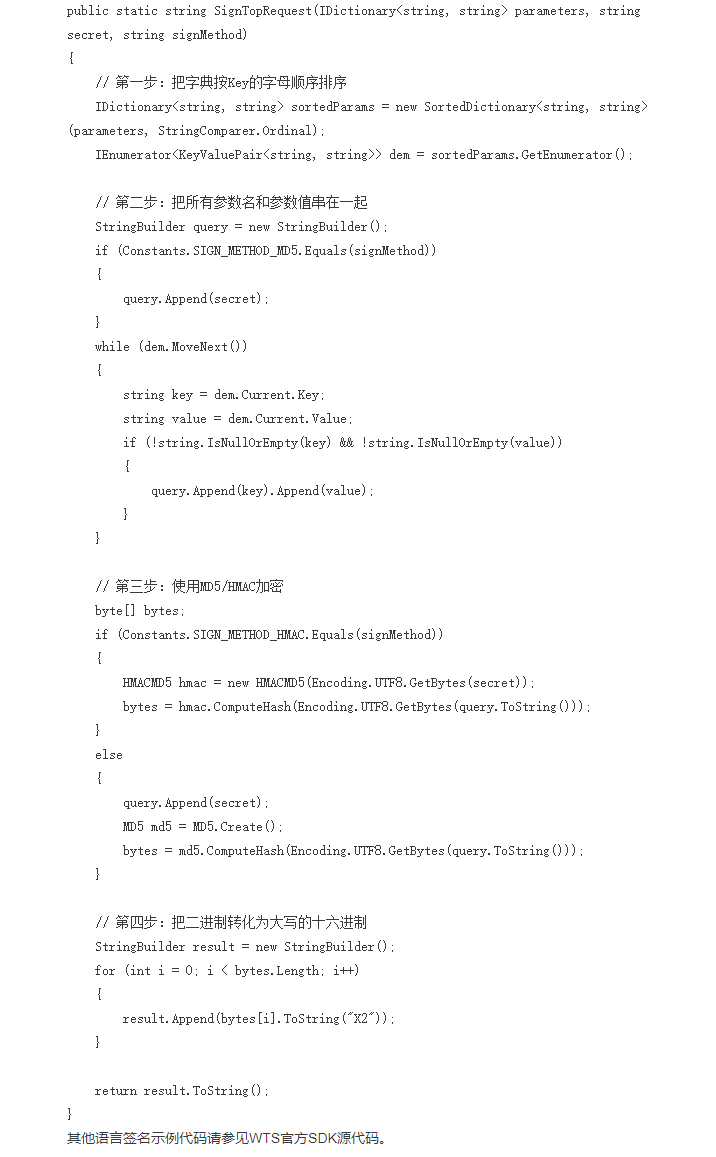 public static string SignTopRequest(IDictionary<string, string> parameters, string
secret, string signMethod)
{
// 第一步：把字典按Key的字母顺序排序
IDictionary<string, string> sortedParams = new SortedDictionary<string, string>
(parameters, StringComparer.Ordinal);
IEnumerator<KeyValuePair<string, string>> dem = sortedParams.GetEnumerator();
// 第二步：把所有参数名和参数值串在一起
StringBuilder query = new StringBuilder();
if (Constants.SIGN_METHOD_MD5.Equals(signMethod))
{
query.Append(secret);
}
while (dem.MoveNext())
{
string key = dem.Current.Key;
string value = dem.Current.Value;
if (!string.IsNullOrEmpty(key) && !string.IsNullOrEmpty(value))
{
query.Append(key).Append(value);
}
}
// 第三步：使用MD5/HMAC加密
byte[] bytes;
if (Constants.SIGN_METHOD_HMAC.Equals(signMethod))
{
HMACMD5 hmac = new HMACMD5(Encoding.UTF8.GetBytes(secret));
bytes = hmac.ComputeHash(Encoding.UTF8.GetBytes(query.ToString()));
}
else
{
query.Append(secret);
MD5 md5 = MD5.Create();
bytes = md5.ComputeHash(Encoding.UTF8.GetBytes(query.ToString()));
}
// 第四步：把二进制转化为大写的十六进制
StringBuilder result = new StringBuilder();
for (int i = 0; i < bytes.Length; i++)
{
result.Append(bytes[i].ToString("X2"));
}
return result.ToString();
}
其他语言签名示例代码请参见WTS官方SDK源代码。